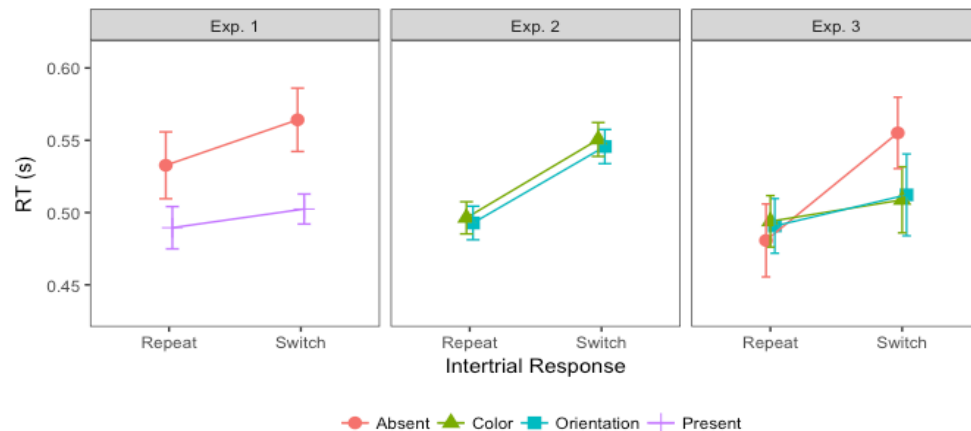 Exp. 1 Exp. 2 Exp. 3
0.60
0.55
0.50
0.45
RT (s)
Repeat Switch Repeat Switch Repeat Switch
Intertrial Response
Absent Color Orientation Present